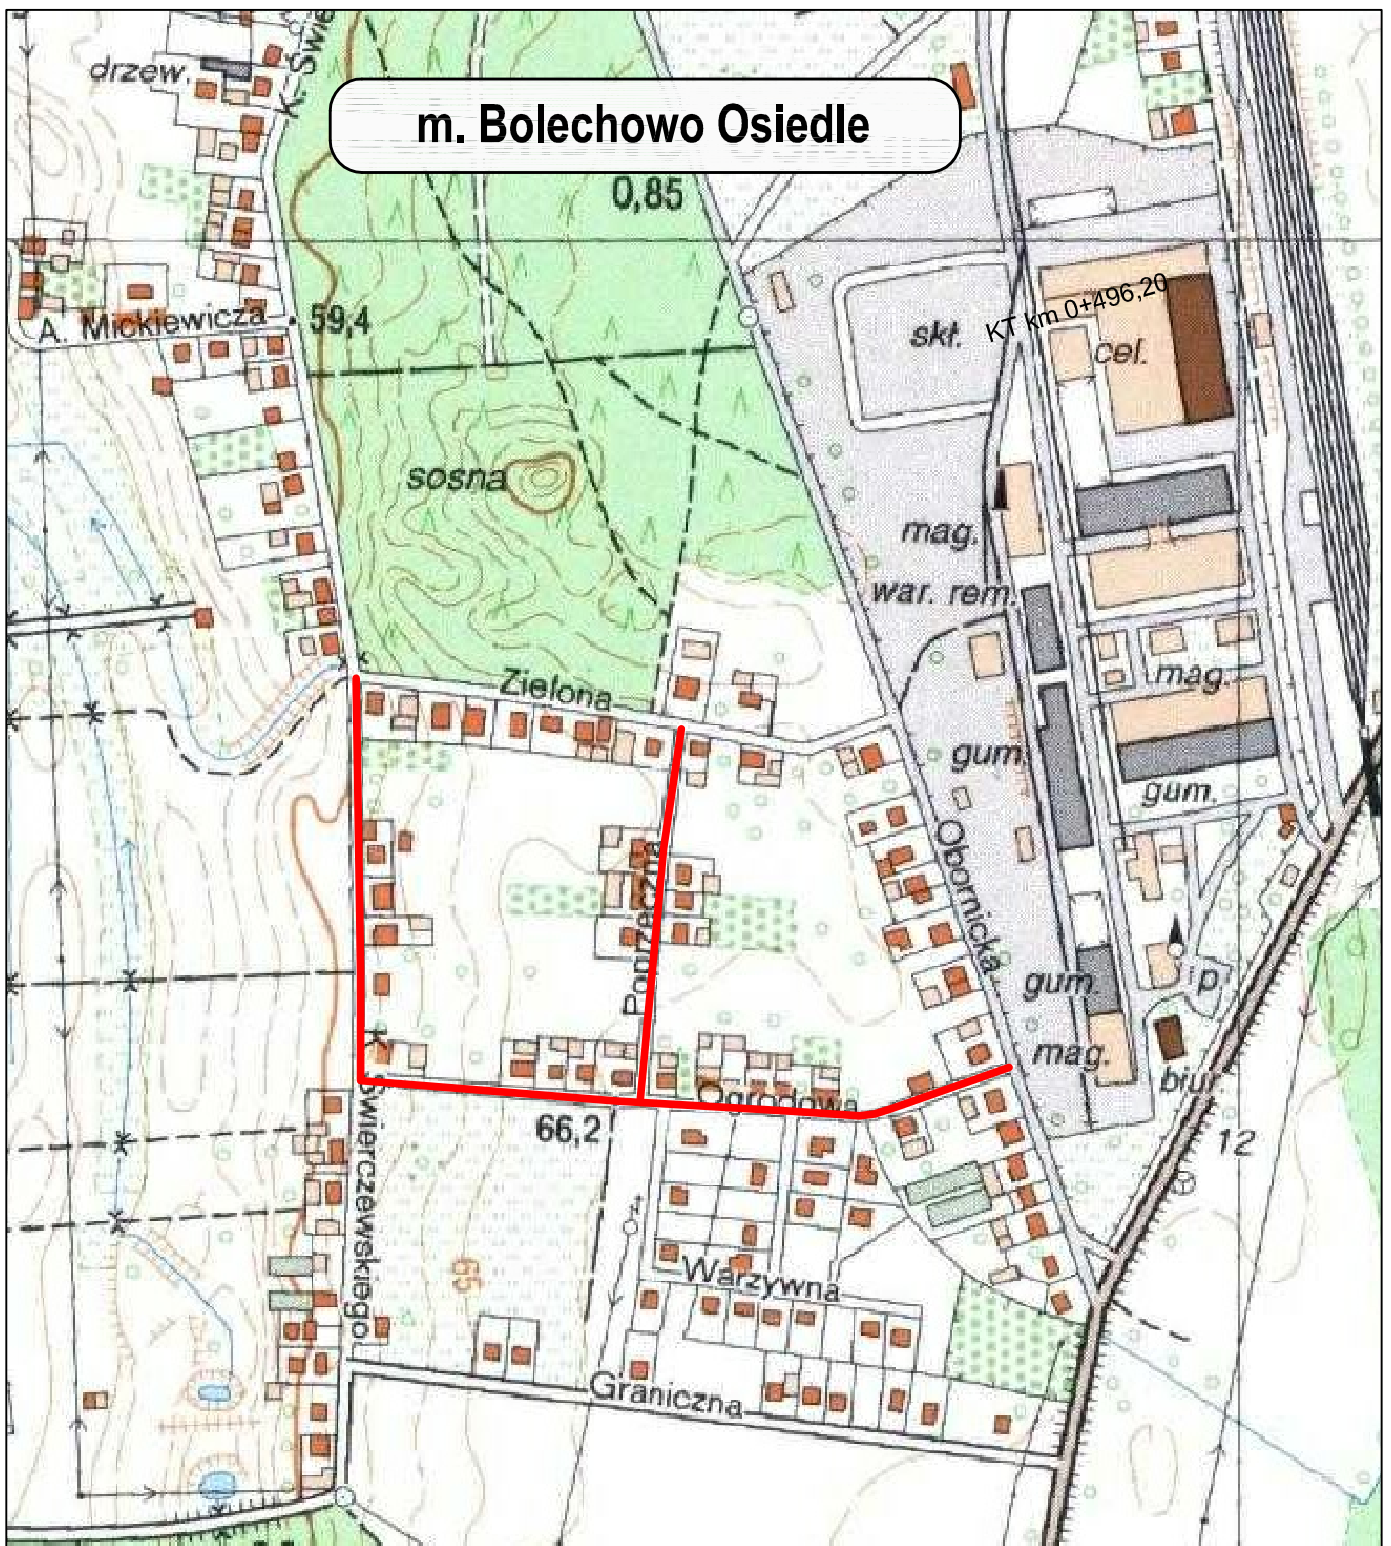 K. Świe
drzew.
m. Bolechowo Osiedle
0,85
A. Mickiewicza
59,4
skł.
KT km 0+496,20
cel.
sosna
mag.
war. rem.
mag.
Zielona
gum.
gum.
Obornicka
Poprzeczna
gum.
p.
mag.
biur.
K. Świerczewskiego
Ogrodowa
66,2
12
65
Warzywna
Graniczna